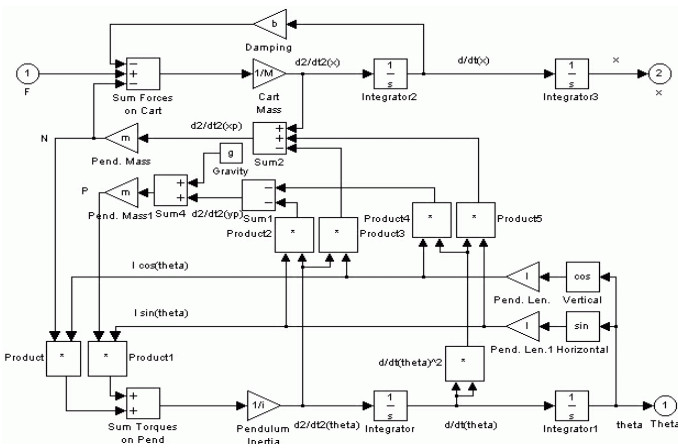 b
Damping
1
F
−
+
−
Sum Forces
on Cart
1/M
Cart
Mass
d2/dt2(x)
1
s
Integrator2
d/dt(x)
1
s
Integrator3
x
2
x
N
m
Pend. Mass
d2/dt2(xp)
+
+
−
Sum2
g
Gravity
P
m
Pend. Mass1
+
+
Sum4
d2/dt2(yp)
−
−
Sum1
Product2
*
*
Product3
Product4
*
*
Product5
l cos(theta)
l
Pend. Len.
cos
Vertical
l sin(theta)
l
Pend. Len.1
sin
Horizontal
Product
*
*
Product1
d/dt(theta)^2
*
+
+
Sum Torques
on Pend
1/i
Pendulum
Inertia
d2/dt2(theta)
1
s
Integrator
d/dt(theta)
1
s
Integrator1
theta
1
Theta